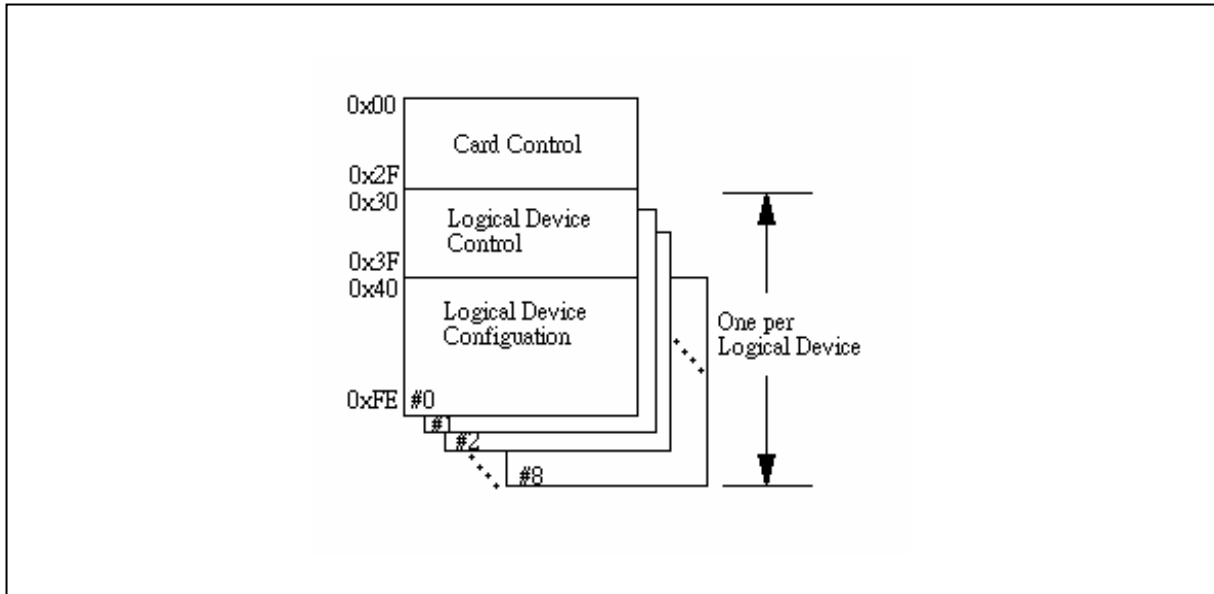 0x00
Card Control
0x2F
0x30
Logical Device
Control
0x3F
0x40
Logical Device
Configuation
One per
Logical Device
0xFE
#0
#1
#2
#8